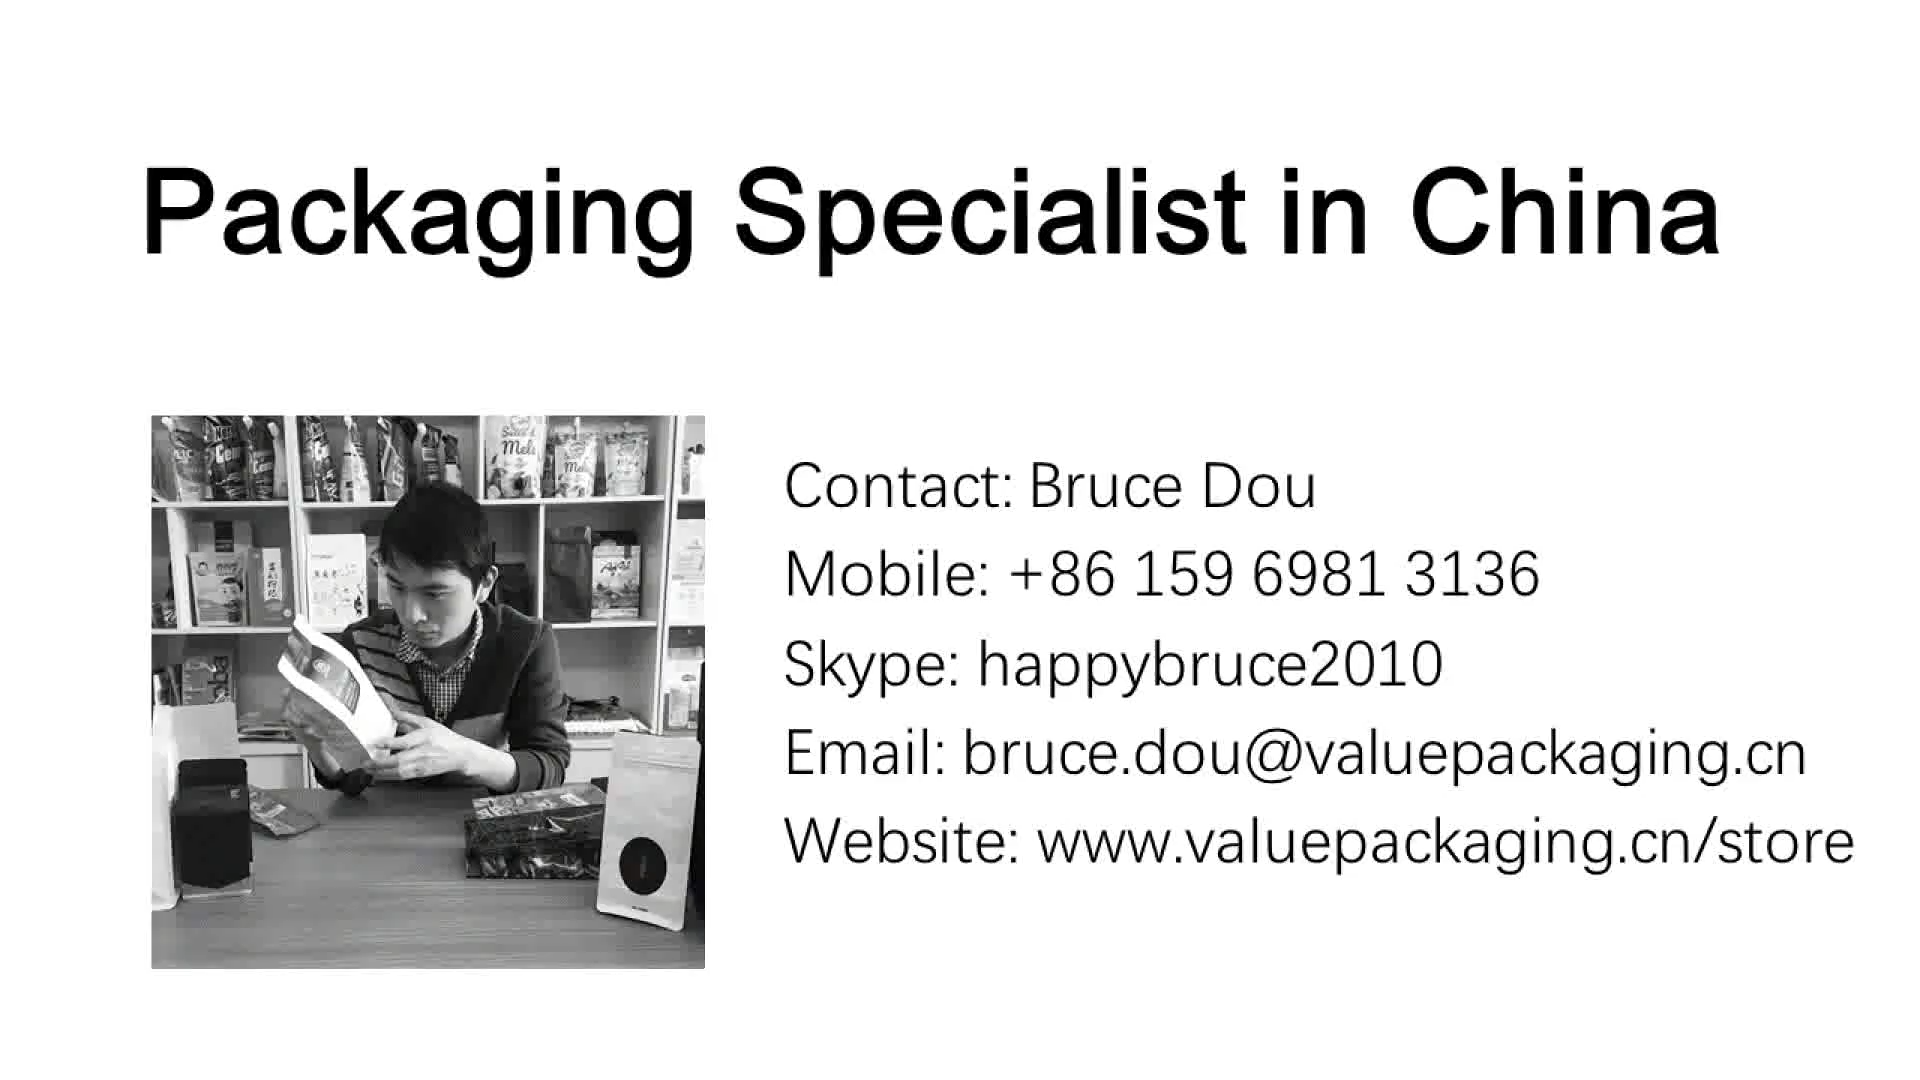 Packaging Specialist in China
Contact: Bruce Dou
Mobile: +86 159 6981 3136
Skype: happybruce2010
Email: bruce.dou@valuepackaging.cn
Website: www.valuepackaging.cn/store